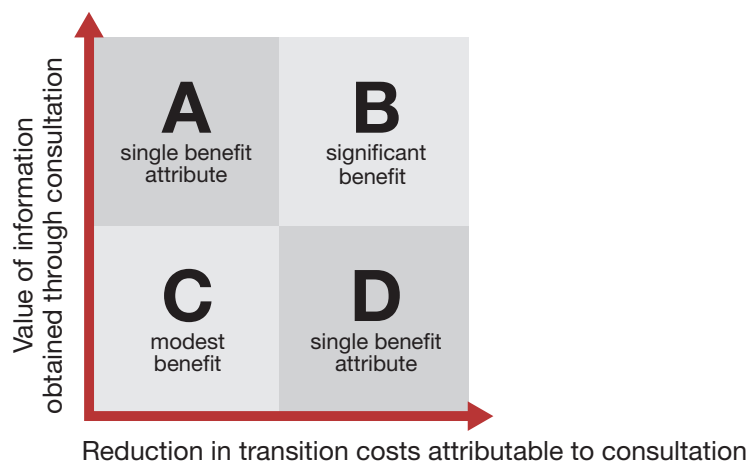 Value of information
obtained through consultation
A
single benefit
attribute
B
significant
benefit
C
modest
benefit
D
single benefit
attribute
Reduction in transition costs attributable to consultation